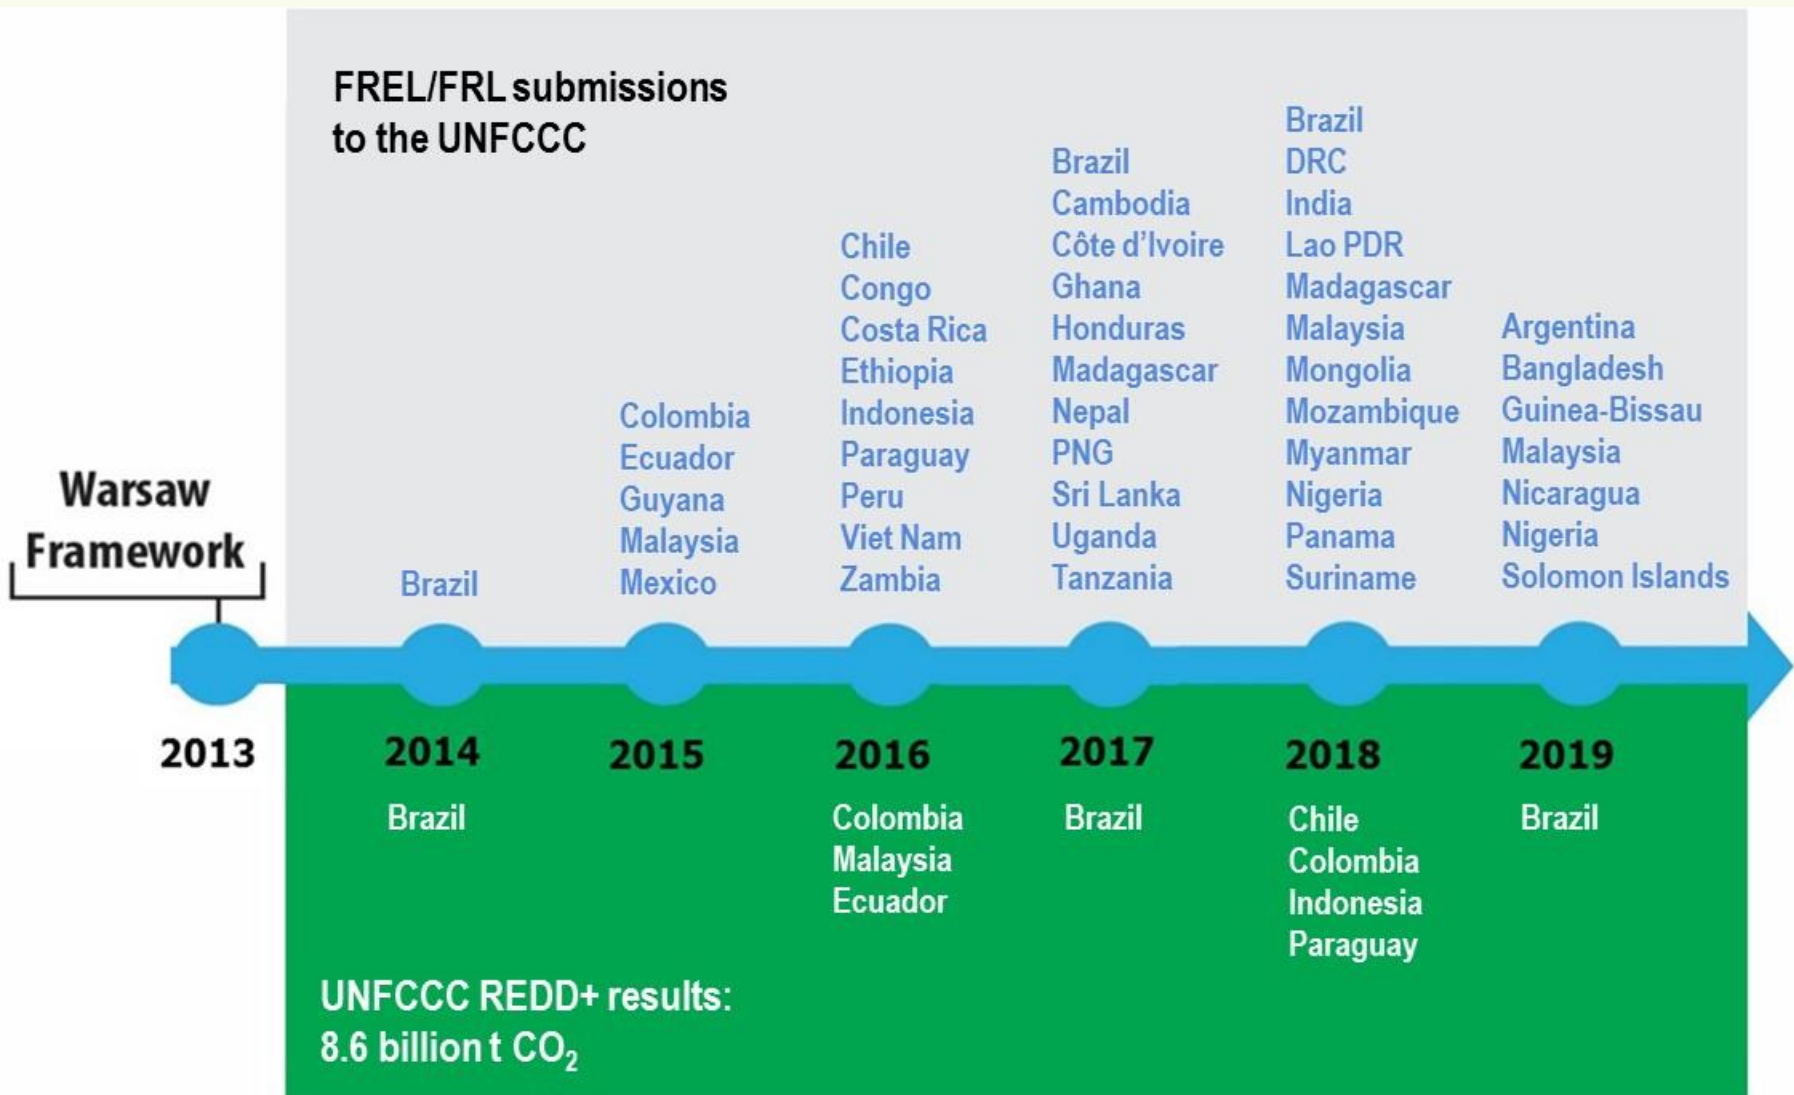 FREL/FRL submissions
to the UNFCCC
Warsaw
Framework
Brazil
Colombia
Ecuador
Guyana
Malaysia
Mexico
Chile
Congo
Costa Rica
Ethiopia
Indonesia
Paraguay
Peru
Viet Nam
Zambia
Brazil
Cambodia
Côte d’Ivoire
Ghana
Honduras
Madagascar
Nepal
PNG
Sri Lanka
Uganda
Tanzania
Brazil
DRC
India
Lao PDR
Madagascar
Malaysia
Mongolia
Mozambique
Myanmar
Nigeria
Panama
Suriname
Argentina
Bangladesh
Guinea-Bissau
Malaysia
Nicaragua
Nigeria
Solomon Islands
2013
2014
Brazil
2015
2016
Colombia
Malaysia
Ecuador
2017
Brazil
2018
Chile
Colombia
Indonesia
Paraguay
2019
Brazil
UNFCCC REDD+ results:
8.6 billion t CO₂